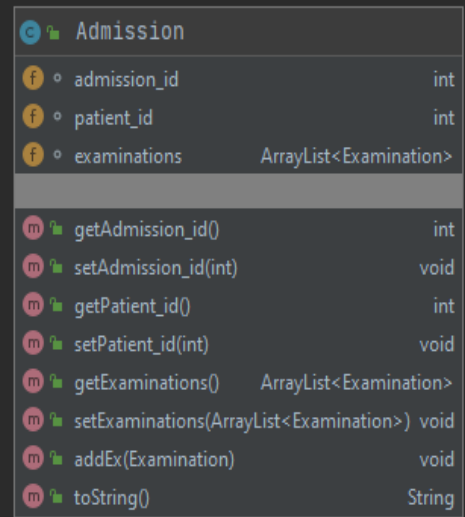 Admission
admission_id int
patient_id int
examinations ArrayList<Examination>
getAdmission_id() int
setAdmission_id(int) void
getPatient_id() int
setPatient_id(int) void
getExaminations() ArrayList<Examination>
setExaminations(ArrayList<Examination>) void
addEx(Examination) void
toString() String